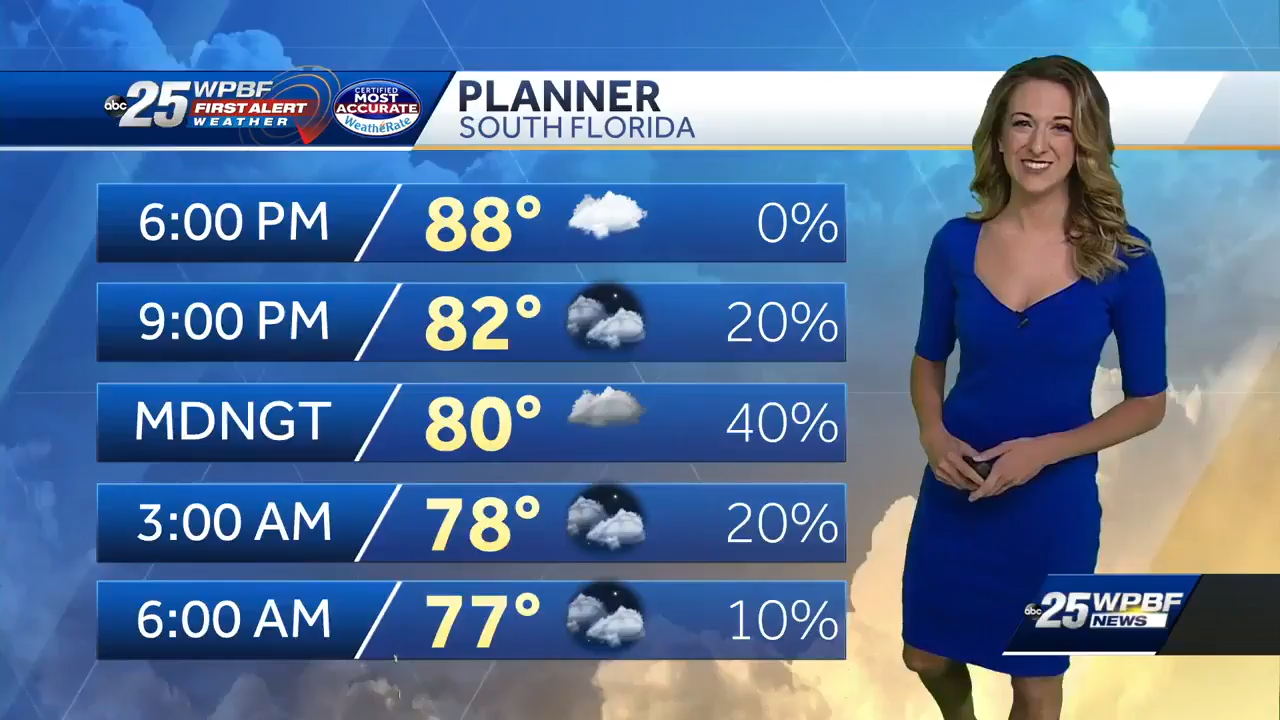 abc 25 WPBF
FIRST ALERT
WEATHER
CERTIFIED
MOST
ACCURATE
WeatheRate
PLANNER
SOUTH FLORIDA
6:00 PM 88° 0%
9:00 PM 82° 20%
MDNGT 80° 40%
3:00 AM 78° 20%
6:00 AM 77° 10%
abc 25 WPBF
NEWS